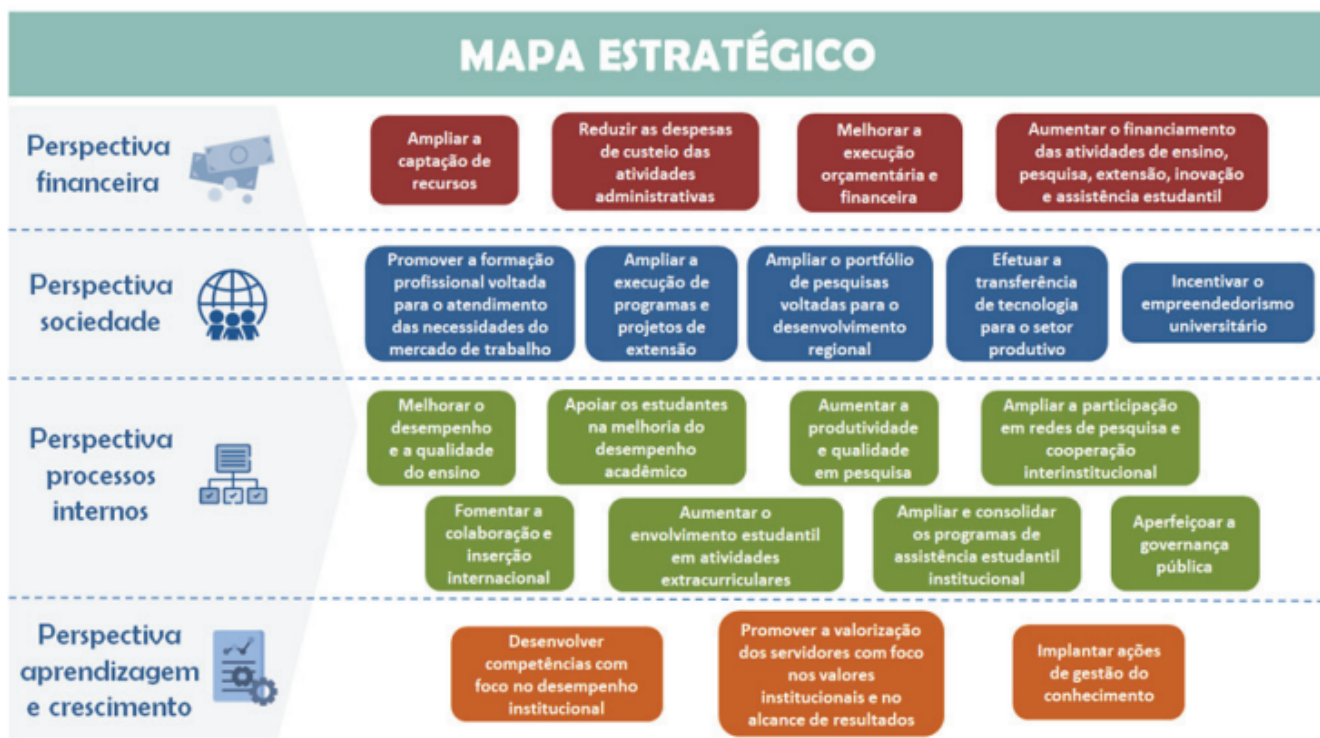 MAPA ESTRATÉGICO
Perspectiva
financeira
Ampliar a
captação de
recursos
Reduzir as despesas
de custeio das
atividades
administrativas
Melhorar a
execução
orçamentária e
financeira
Aumentar o financiamento
das atividades de ensino,
pesquisa, extensão, inovação
e assistência estudantil
Perspectiva
sociedade
Promover a formação
profissional voltada
para o atendimento
das necessidades do
mercado de trabalho
Ampliar a
execução de
programas e
projetos de
extensão
Ampliar o portfólio
de pesquisas
voltadas para o
desenvolvimento
regional
Efetuar a
transferência
de tecnologia
para o setor
produtivo
Incentivar o
empreendedorismo
universitário
Perspectiva
processos
internos
Melhorar o
desempenho
e a qualidade
do ensino
Apoiar os estudantes
na melhoria do
desempenho
acadêmico
Aumentar a
produtividade
e qualidade
em pesquisa
Ampliar a participação
em redes de pesquisa e
cooperação
interinstitucional
Fomentar a
colaboração e
inserção
internacional
Aumentar o
envolvimento estudantil
em atividades
extracurriculares
Ampliar e consolidar
os programas de
assistência estudantil
institucional
Aperfeiçoar a
governança
pública
Perspectiva
aprendizagem
e crescimento
Desenvolver
competências com
foco no desempenho
institucional
Promover a valorização
dos servidores com foco
nos valores
institucionais e no
alcance de resultados
Implantar ações
de gestão do
conhecimento